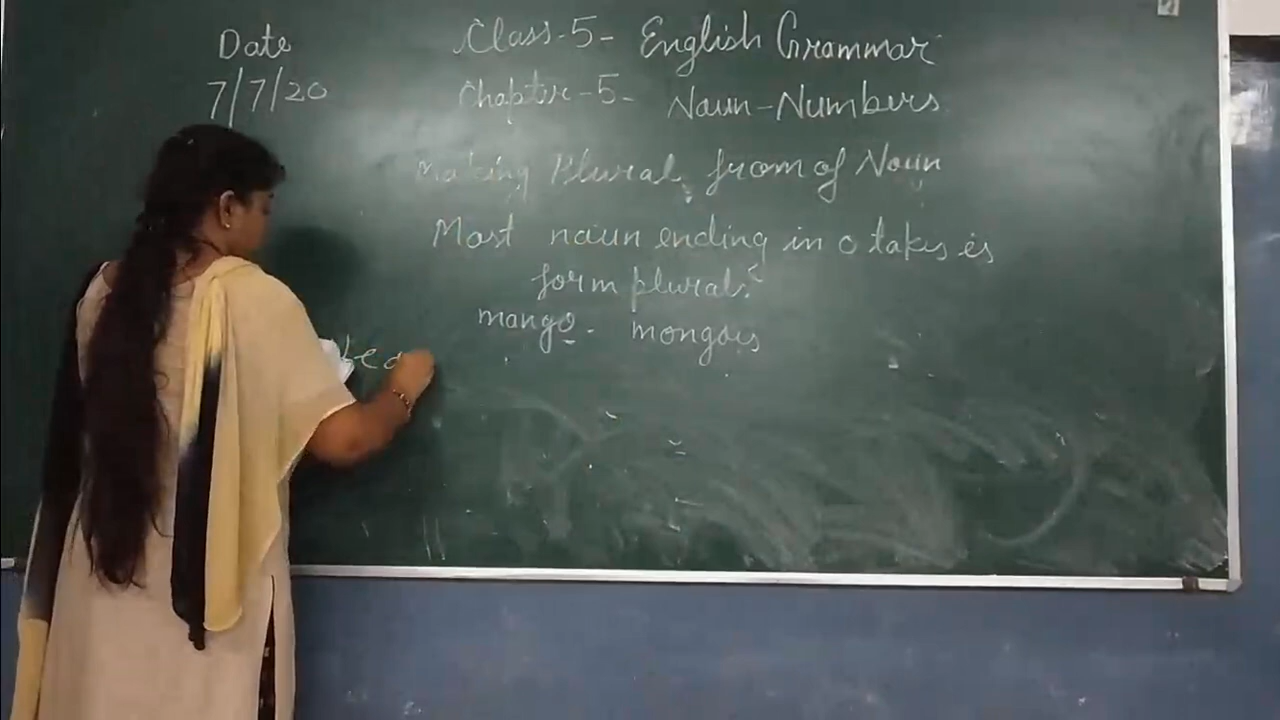 Date
7/7/20
Class-5- English Grammar
Chapter-5- Noun-Numbers
Making Plural from of Noun
Most noun ending in o takes es
form plural.
mango - mongoes